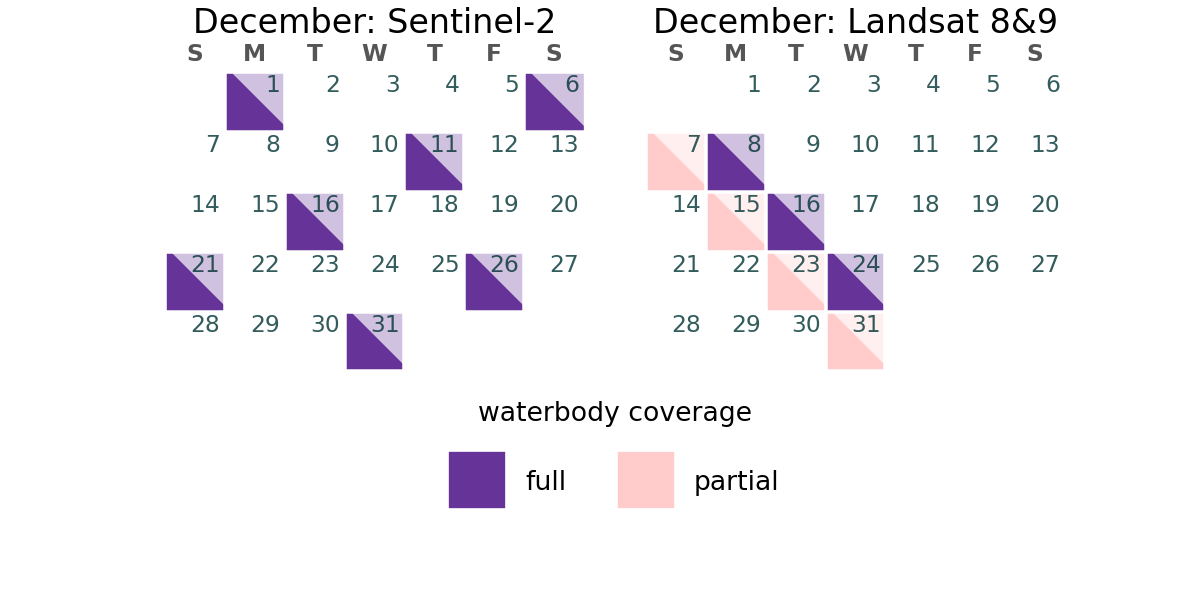 December: Sentinel-2
S M T W T F S
1 2 3 4 5 6
7 8 9 10 11 12 13
14 15 16 17 18 19 20
21 22 23 24 25 26 27
28 29 30 31
December: Landsat 8&9
S M T W T F S
1 2 3 4 5 6
7 8 9 10 11 12 13
14 15 16 17 18 19 20
21 22 23 24 25 26 27
28 29 30 31
waterbody coverage
full partial